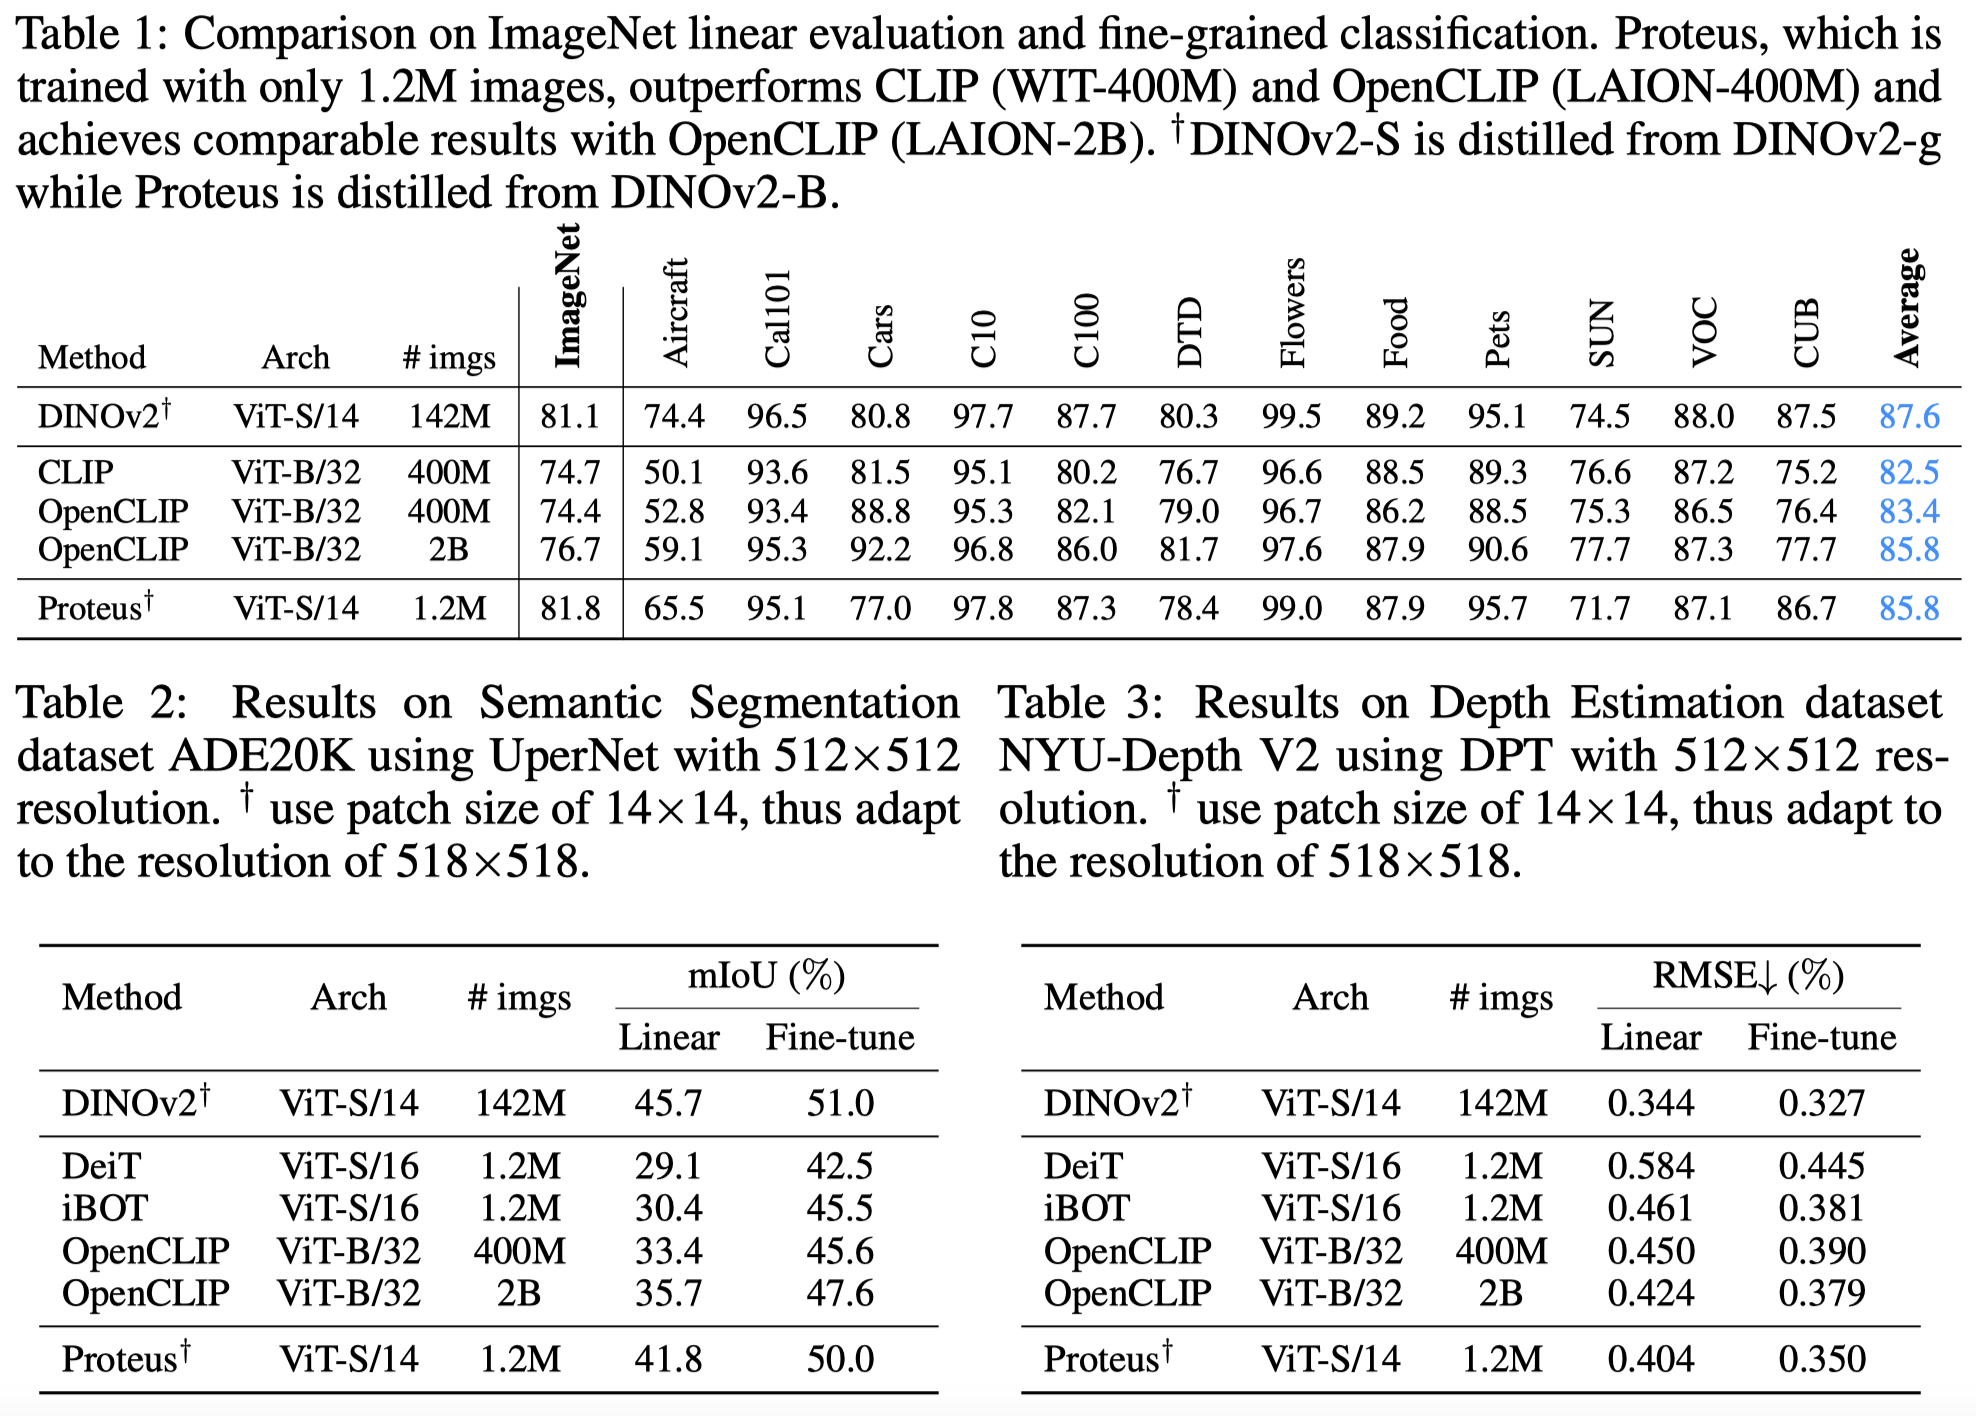 Table 1: Comparison on ImageNet linear evaluation and fine-grained classification. Proteus, which is
trained with only 1.2M images, outperforms CLIP (WIT-400M) and OpenCLIP (LAION-400M) and
achieves comparable results with OpenCLIP (LAION-2B). †DINOv2-S is distilled from DINOv2-g
while Proteus is distilled from DINOv2-B.
Method Arch # imgs ImageNet Aircraft Cal101 Cars C10 C100 DTD Flowers Food Pets SUN VOC CUB Average
DINOv2† ViT-S/14 142M 81.1 74.4 96.5 80.8 97.7 87.7 80.3 99.5 89.2 95.1 74.5 88.0 87.5 87.6
CLIP ViT-B/32 400M 74.7 50.1 93.6 81.5 95.1 80.2 76.7 96.6 88.5 89.3 76.6 87.2 75.2 82.5
OpenCLIP ViT-B/32 400M 74.4 52.8 93.4 88.8 95.3 82.1 79.0 96.7 86.2 88.5 75.3 86.5 76.4 83.4
OpenCLIP ViT-B/32 2B 76.7 59.1 95.3 92.2 96.8 86.0 81.7 97.6 87.9 90.6 77.7 87.3 77.7 85.8
Proteus† ViT-S/14 1.2M 81.8 65.5 95.1 77.0 97.8 87.3 78.4 99.0 87.9 95.7 71.7 87.1 86.7 85.8
Table 2: Results on Semantic Segmentation
dataset ADE20K using UperNet with 512×512
resolution. † use patch size of 14×14, thus adapt
to the resolution of 518×518.
Method Arch # imgs mIoU (%)
Linear Fine-tune
DINOv2† ViT-S/14 142M 45.7 51.0
DeiT ViT-S/16 1.2M 29.1 42.5
iBOT ViT-S/16 1.2M 30.4 45.5
OpenCLIP ViT-B/32 400M 33.4 45.6
OpenCLIP ViT-B/32 2B 35.7 47.6
Proteus† ViT-S/14 1.2M 41.8 50.0
Table 3: Results on Depth Estimation dataset
NYU-Depth V2 using DPT with 512×512 res-
olution. † use patch size of 14×14, thus adapt to
the resolution of 518×518.
Method Arch # imgs RMSE↓ (%)
Linear Fine-tune
DINOv2† ViT-S/14 142M 0.344 0.327
DeiT ViT-S/16 1.2M 0.584 0.445
iBOT ViT-S/16 1.2M 0.461 0.381
OpenCLIP ViT-B/32 400M 0.450 0.390
OpenCLIP ViT-B/32 2B 0.424 0.379
Proteus† ViT-S/14 1.2M 0.404 0.350